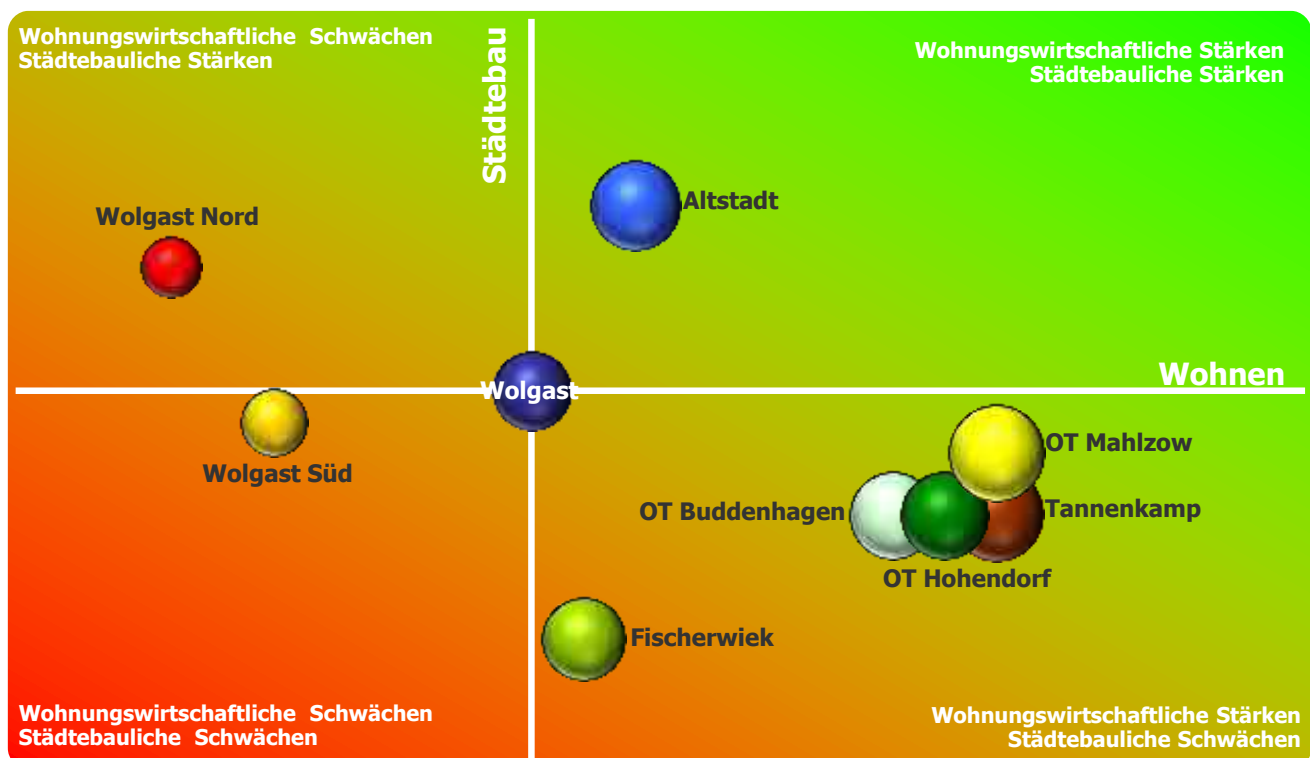 Wohnungswirtschaftliche Schwächen
Städtebauliche Stärken
Städtebau
Wohnungswirtschaftliche Stärken
Städtebauliche Stärken
Altstadt
Wolgast Nord
Wolgast
Wohnen
Wolgast Süd
OT Mahlzow
OT Buddenhagen
Tannenkamp
OT Hohendorf
Fischerwiek
Wohnungswirtschaftliche Schwächen
Städtebauliche Schwächen
Wohnungswirtschaftliche Stärken
Städtebauliche Schwächen